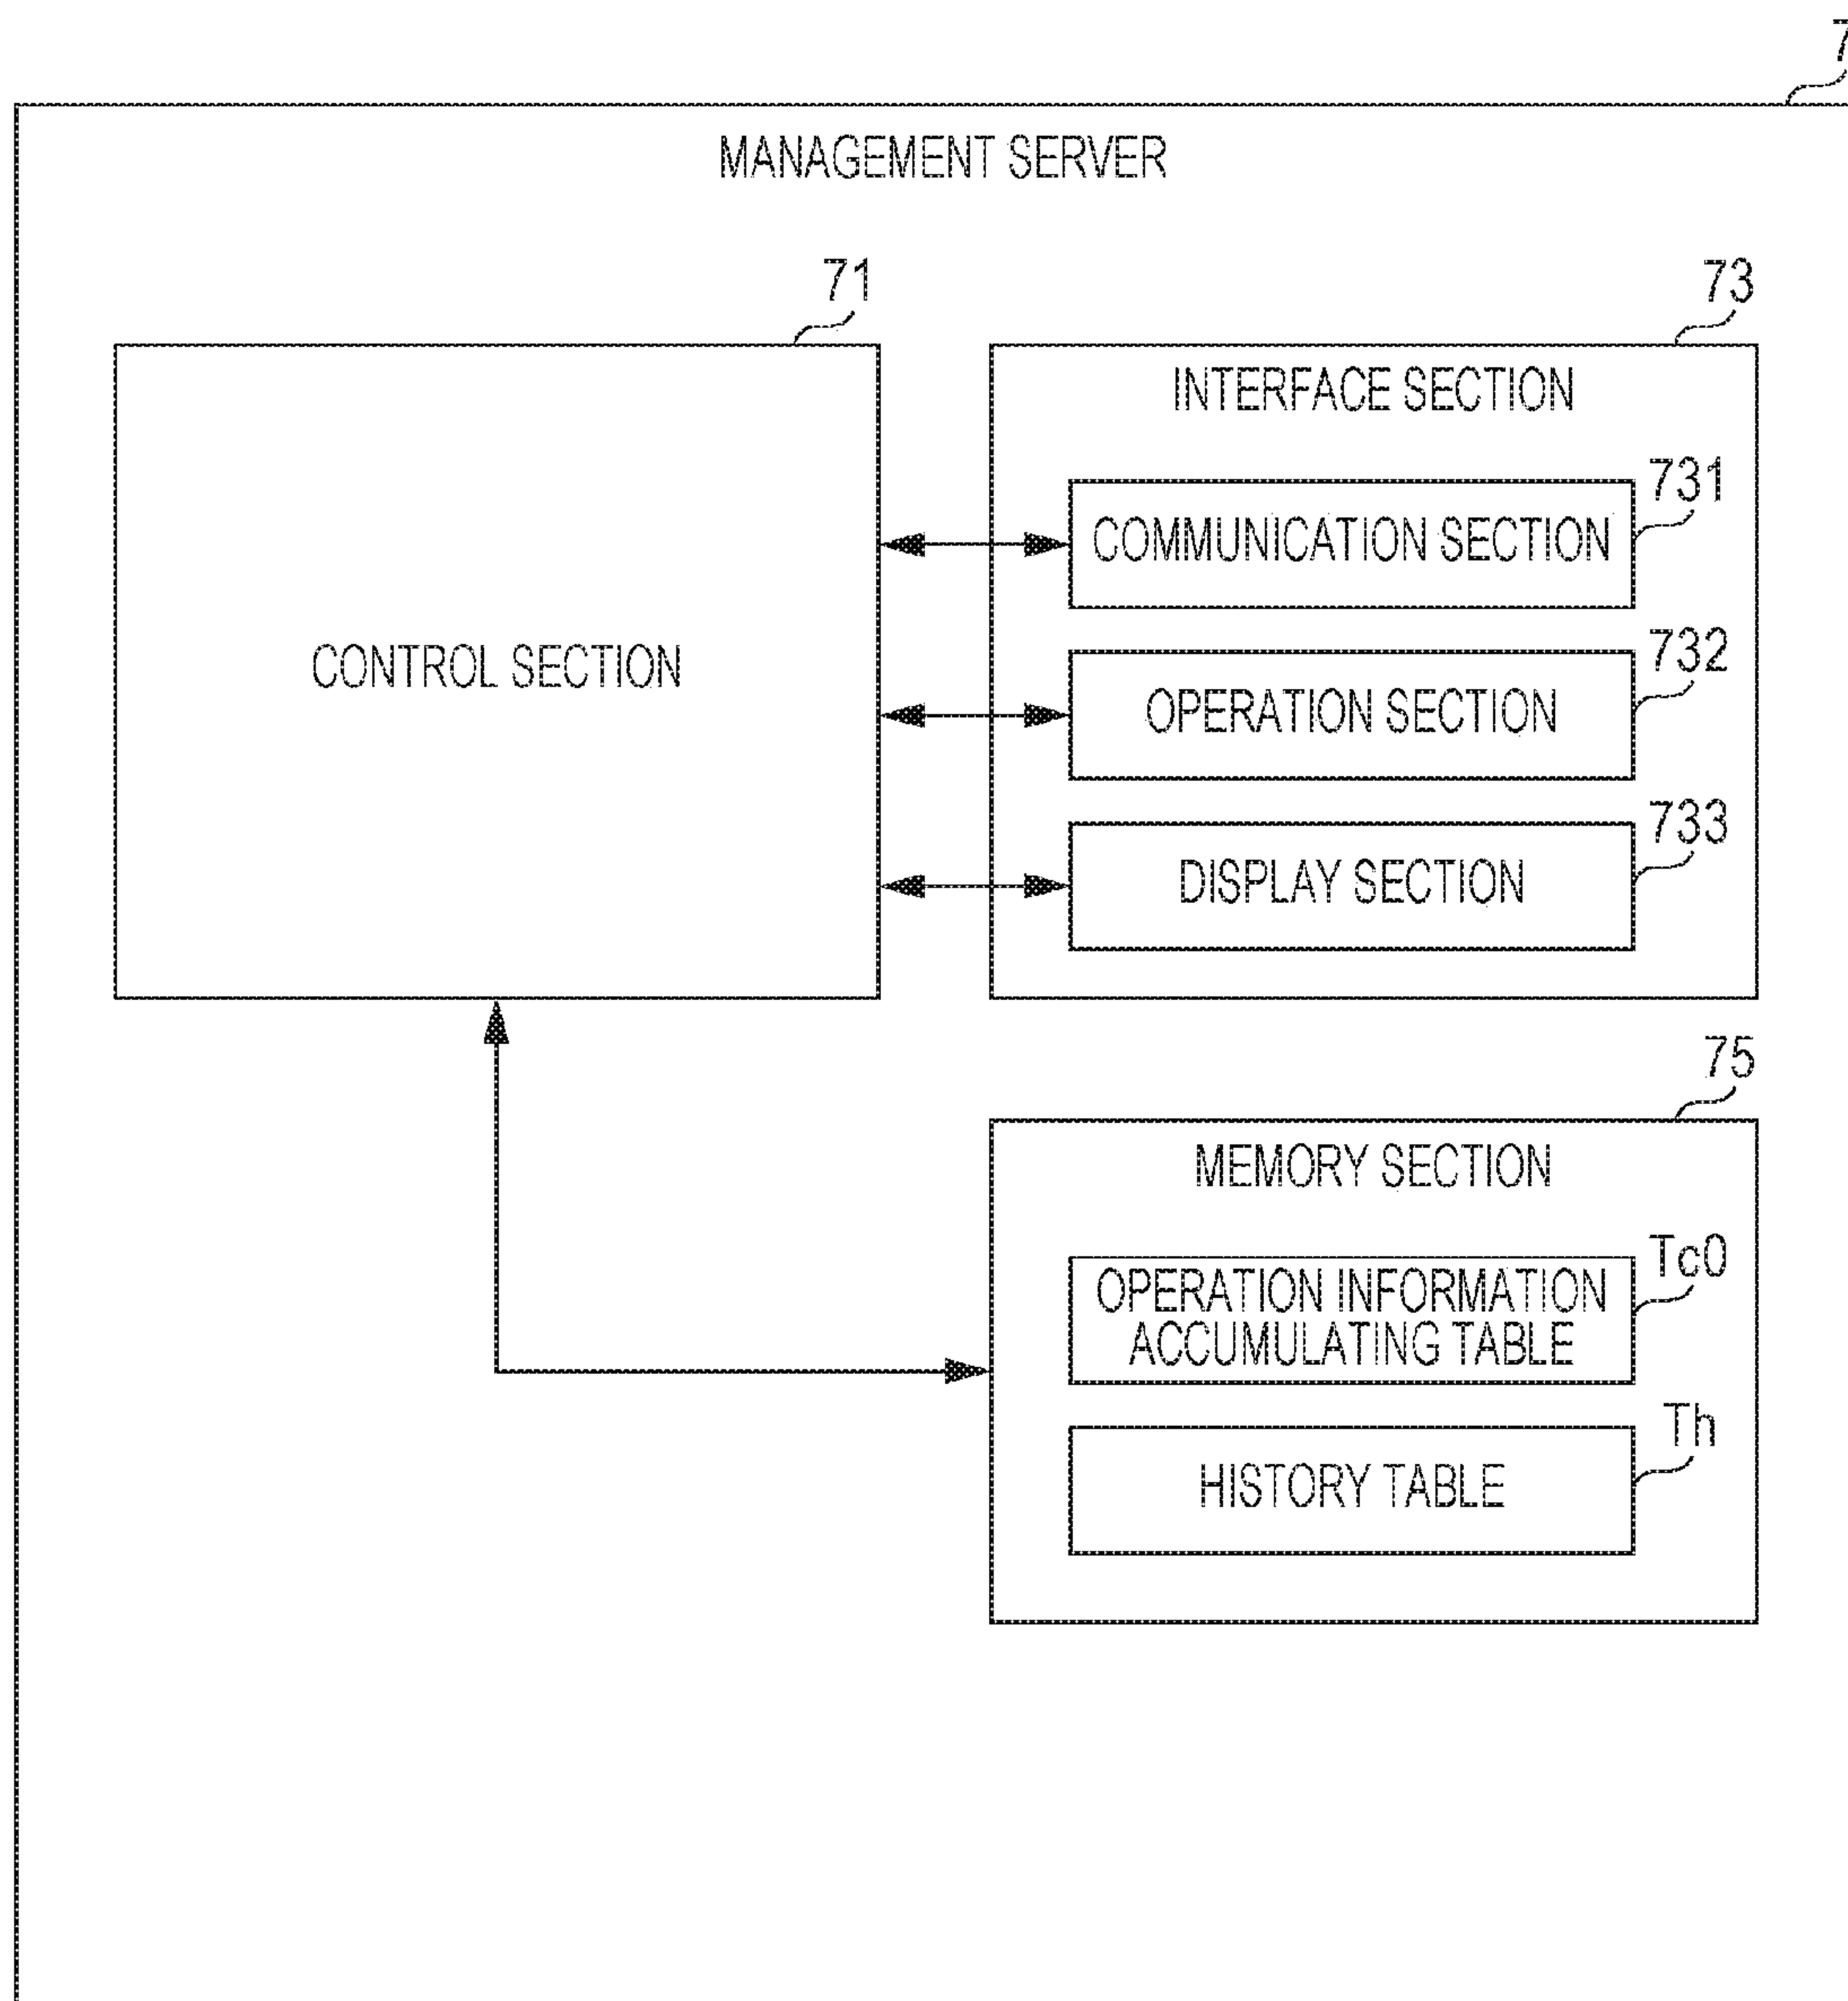 7
MANAGEMENT SERVER
71
CONTROL SECTION
73
INTERFACE SECTION
731
COMMUNICATION SECTION
732
OPERATION SECTION
733
DISPLAY SECTION
75
MEMORY SECTION
Tc0
OPERATION INFORMATION
ACCUMULATING TABLE
Th
HISTORY TABLE